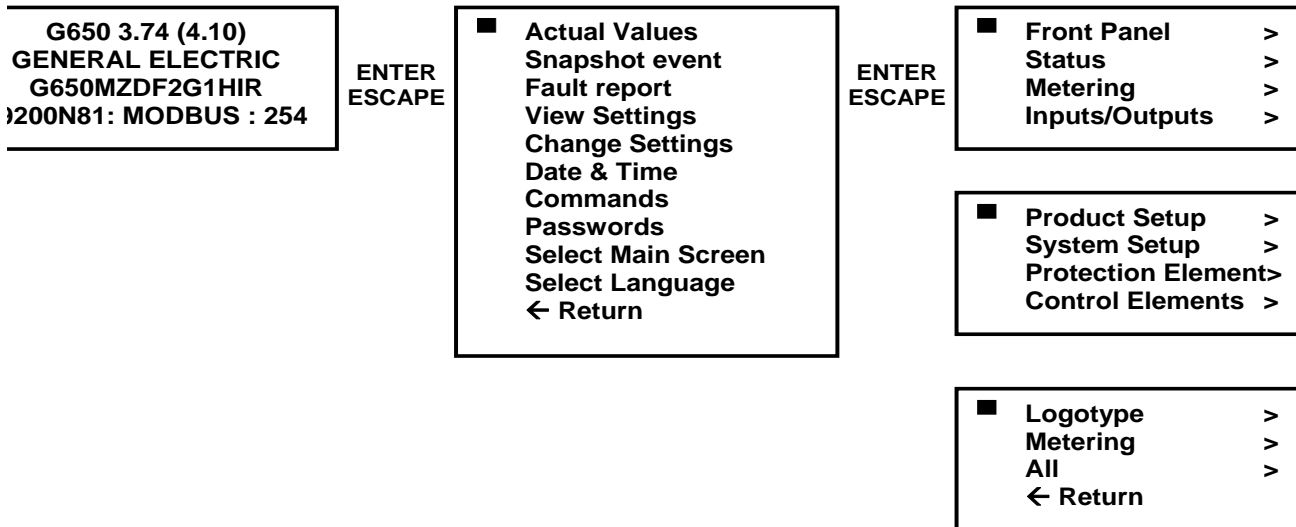 G650 3.74 (4.10)
GENERAL ELECTRIC
G650MZDF2G1HIR
9200N81: MODBUS : 254
ENTER
ESCAPE
Actual Values
Snapshot event
Fault report
View Settings
Change Settings
Date & Time
Commands
Passwords
Select Main Screen
Select Language
← Return
ENTER
ESCAPE
Front Panel >
Status >
Metering >
Inputs/Outputs >
Product Setup >
System Setup >
Protection Element>
Control Elements >
Logotype >
Metering >
All >
← Return